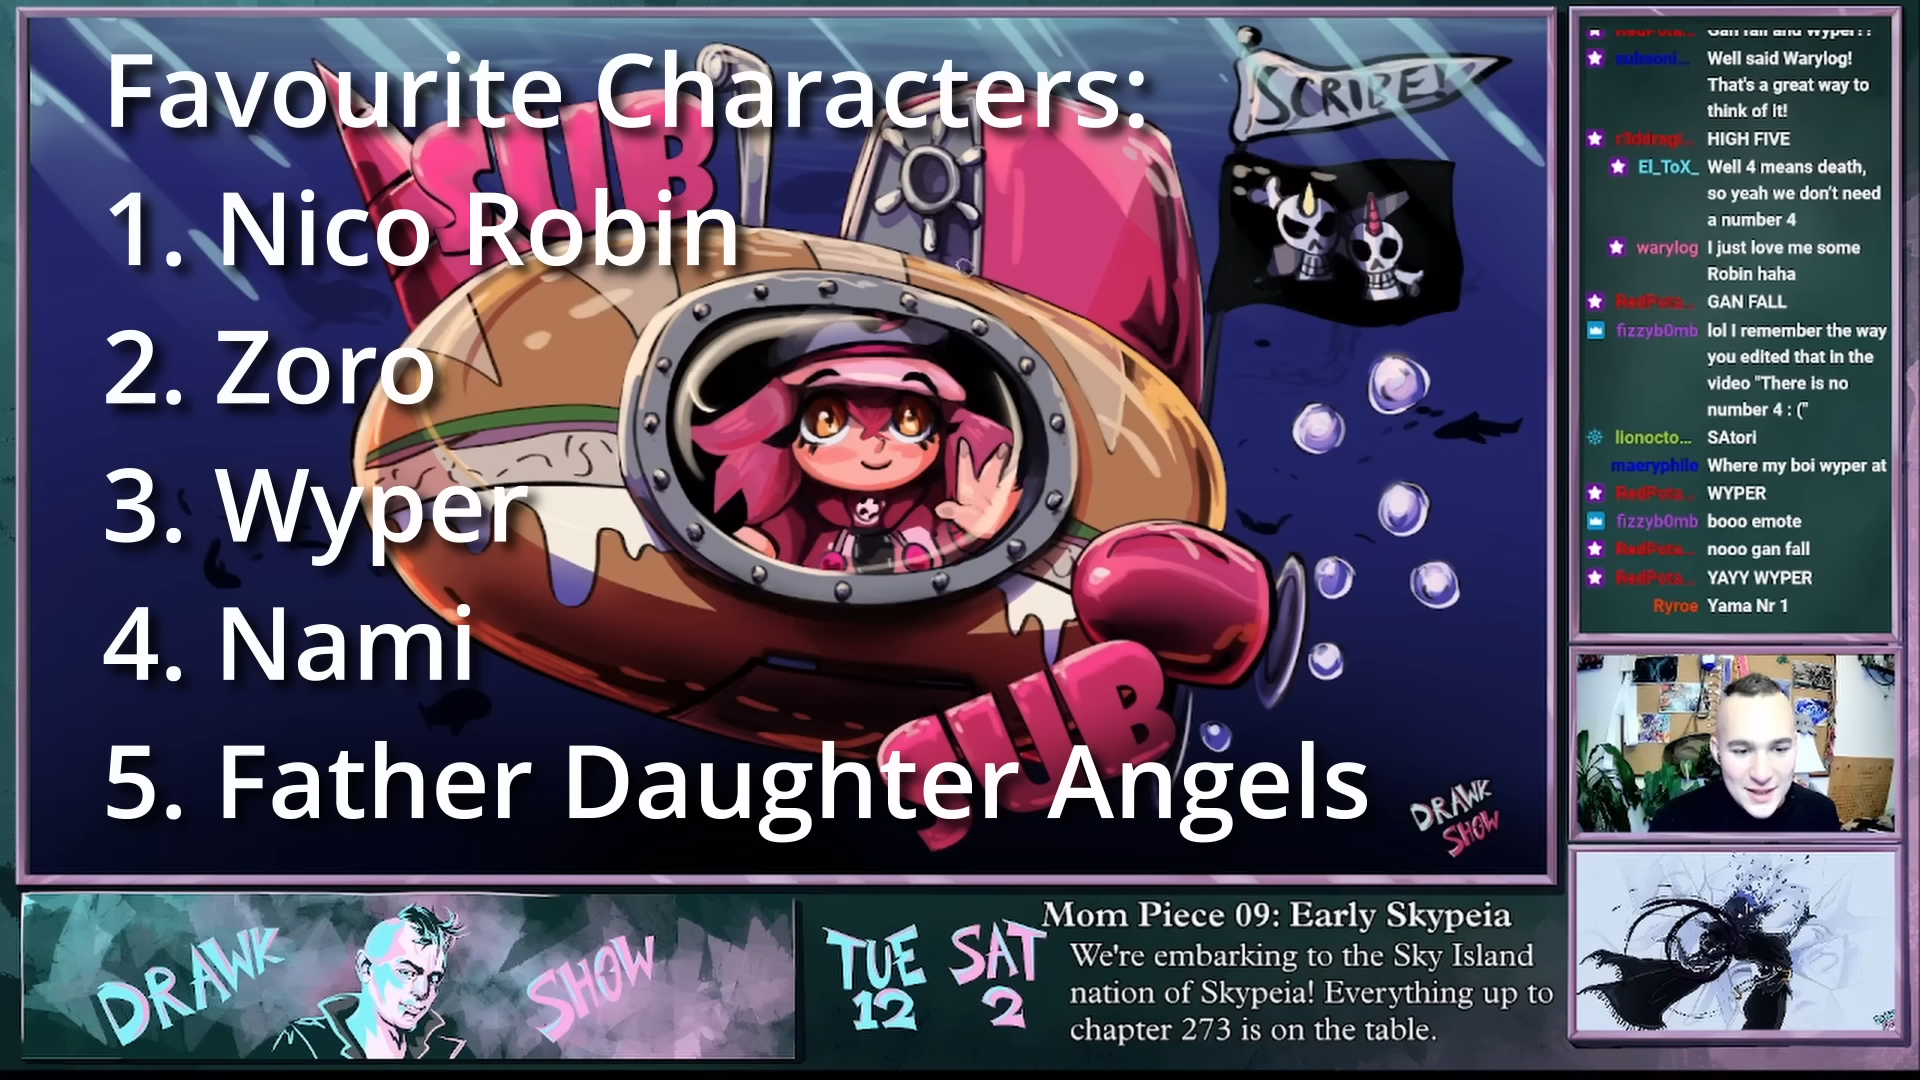 Favourite Characters:
1. Nico Robin
2. Zoro
3. Wyper
4. Nami
5. Father Daughter Angels
SUB
SCRIBE!
SUB
DRAWK
SHOW
Well said Warylog!
That's a great way to
think of it!
HIGH FIVE
El_ToX_ Well 4 means death,
so yeah we don't need
a number 4
warylog I just love me some
Robin haha
RedPota... GAN FALL
fizzyb0mb lol I remember the way
you edited that in the
video "There is no
number 4 : ("
lionocto... SAtori
maeryphile Where my boi wyper at
RedPota... WYPER
fizzyb0mb booo emote
RedPota... nooo gan fall
RedPota... YAYY WYPER
Ryroe Yama Nr 1
DRAWK
SHOW
TUE
12
SAT
2
Mom Piece 09: Early Skypeia
We're embarking to the Sky Island
nation of Skypeia! Everything up to
chapter 273 is on the table.